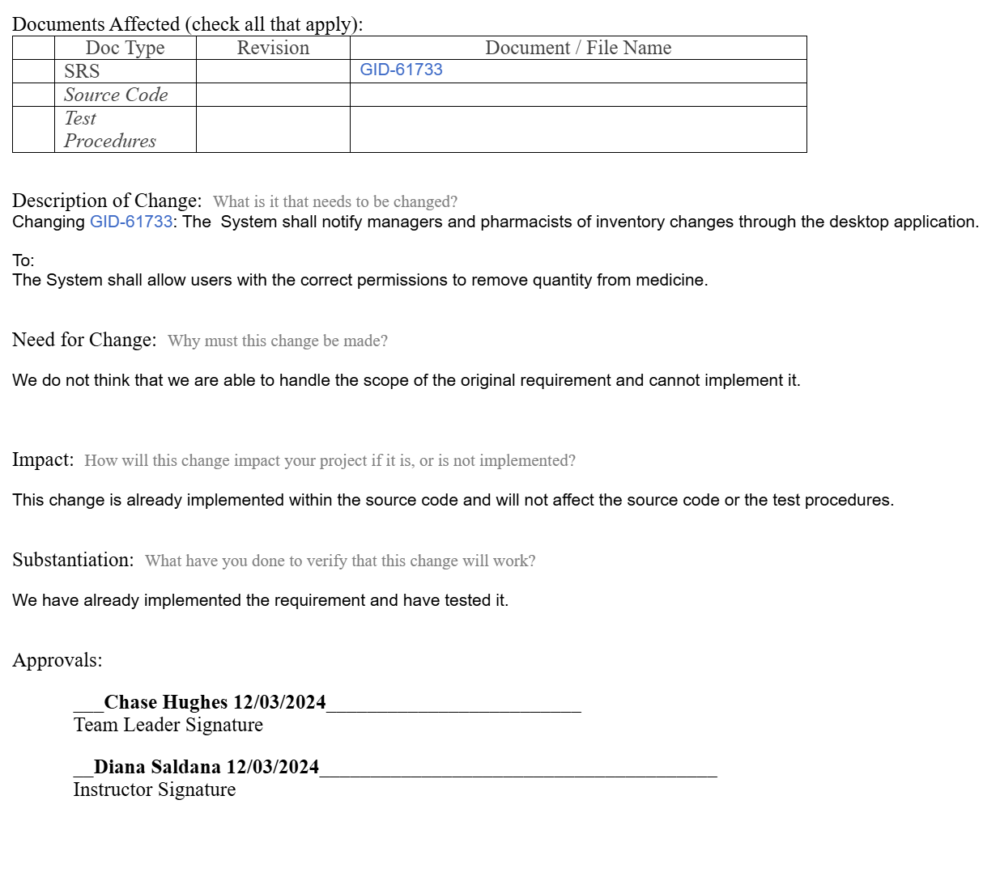 Documents Affected (check all that apply):
Doc Type Revision Document / File Name
SRS GID-61733
Source Code
Test
Procedures
Description of Change: What is it that needs to be changed?
Changing GID-61733: The  System shall notify managers and pharmacists of inventory changes through the desktop application.
To:
The System shall allow users with the correct permissions to remove quantity from medicine.
Need for Change: Why must this change be made?
We do not think that we are able to handle the scope of the original requirement and cannot implement it.
Impact: How will this change impact your project if it is, or is not implemented?
This change is already implemented within the source code and will not affect the source code or the test procedures.
Substantiation: What have you done to verify that this change will work?
We have already implemented the requirement and have tested it.
Approvals:
___Chase Hughes 12/03/2024_________________________
Team Leader Signature
__Diana Saldana 12/03/2024_______________________________________
Instructor Signature